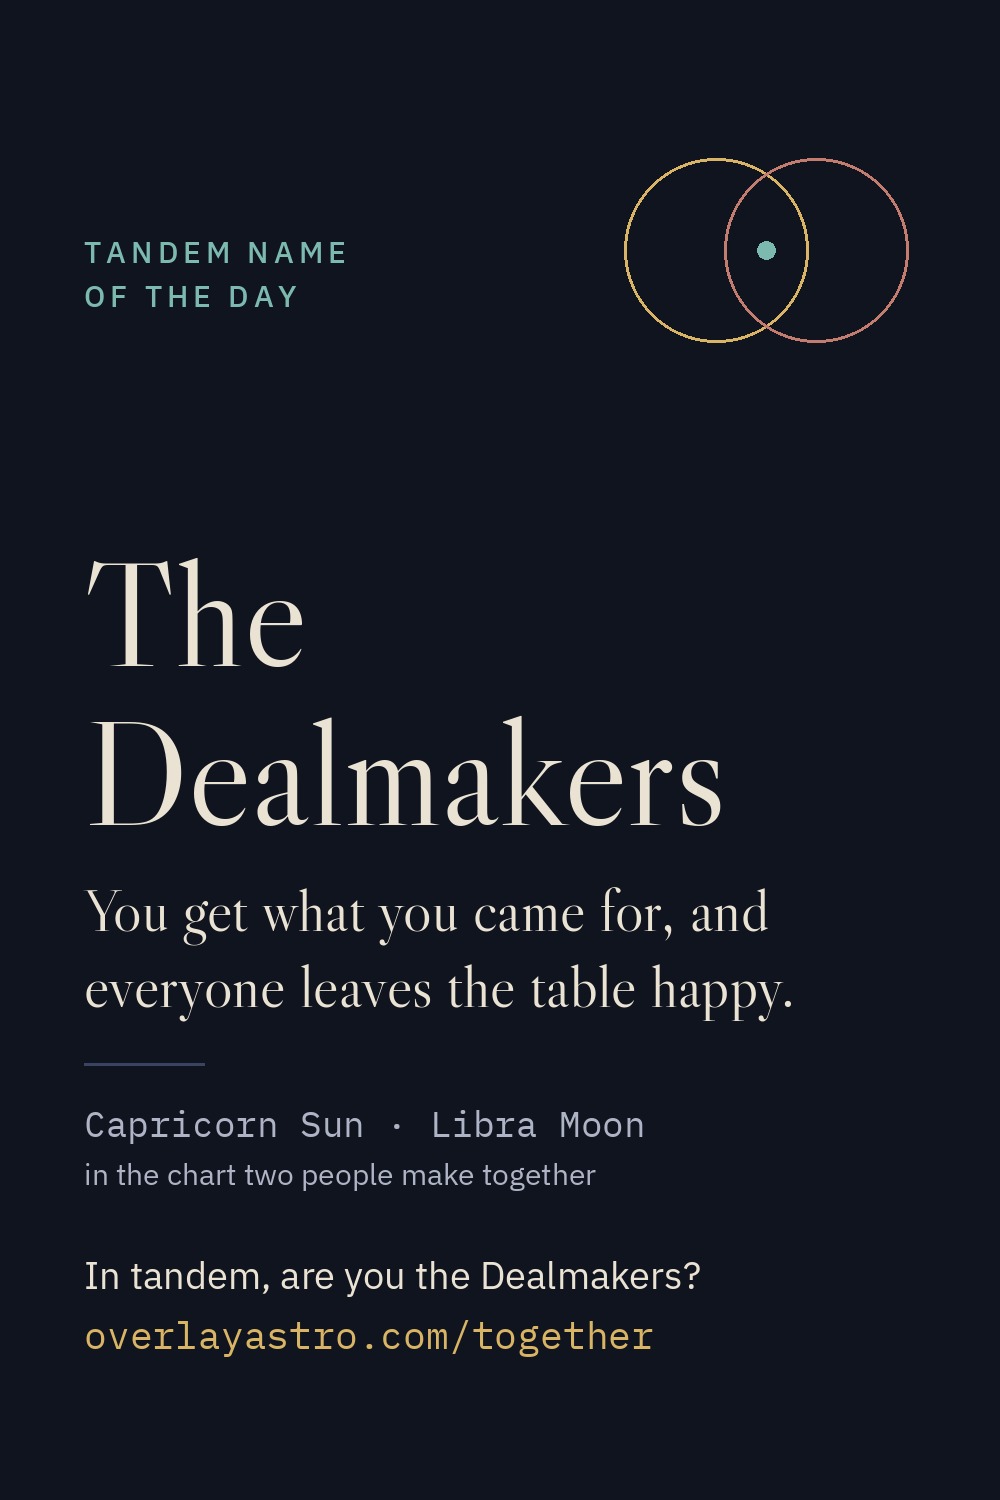 TANDEM NAME
OF THE DAY
The
Dealmakers
You get what you came for, and
everyone leaves the table happy.
Capricorn Sun · Libra Moon
in the chart two people make together
In tandem, are you the Dealmakers?
overlayastro.com/together